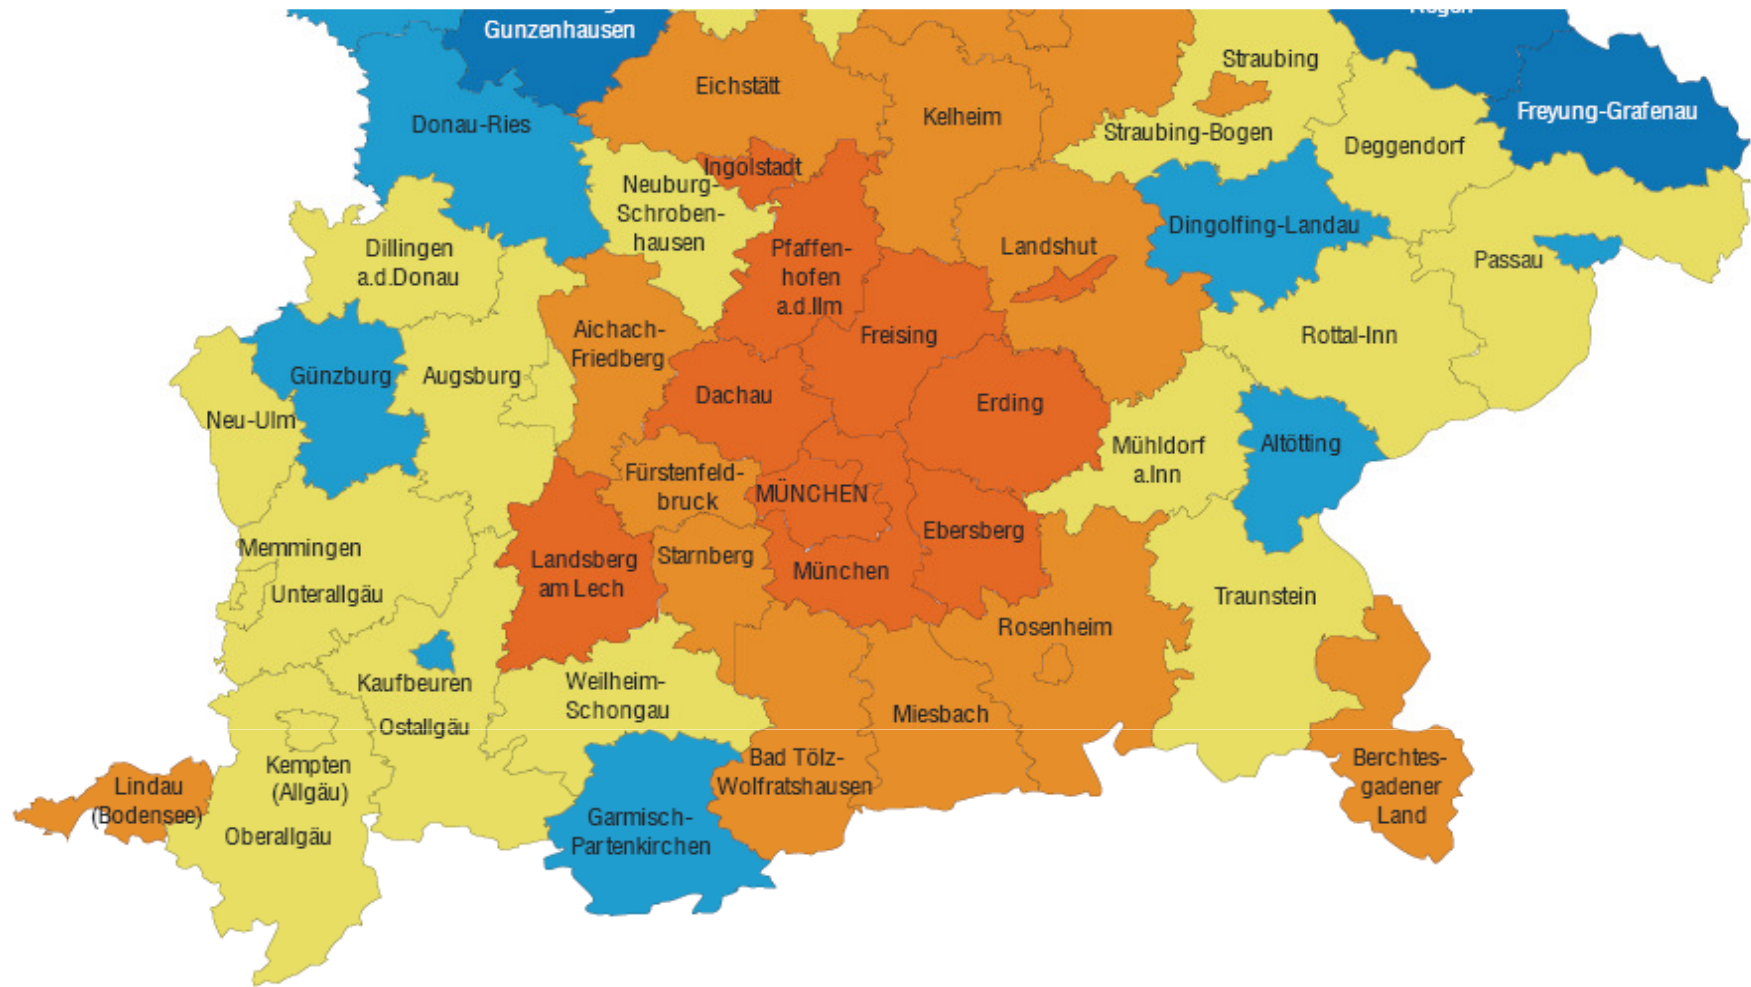 Gunzenhausen
Straubing
Eichstätt
Freyung-Grafenau
Kelheim
Donau-Ries
Straubing-Bogen
Deggendorf
Ingolstadt
Neuburg-
Schroben-
hausen
Dingolfing-Landau
Dillingen
a.d.Donau
Pfaffen-
hofen
a.d.Ilm
Landshut
Passau
Aichach-
Friedberg
Freising
Rottal-Inn
Günzburg
Augsburg
Dachau
Erding
Neu-Ulm
Mühldorf
a.Inn
Altötting
Fürstenfeld-
bruck
MÜNCHEN
Ebersberg
Memmingen
Landsberg
am Lech
Starnberg
München
Unterallgäu
Traunstein
Rosenheim
Kaufbeuren
Weilheim-
Schongau
Miesbach
Ostallgäu
Kempten
(Allgäu)
Bad Tölz-
Wolfratshausen
Berchtes-
gadener
Land
Lindau
(Bodensee)
Oberallgäu
Garmisch-
Partenkirchen